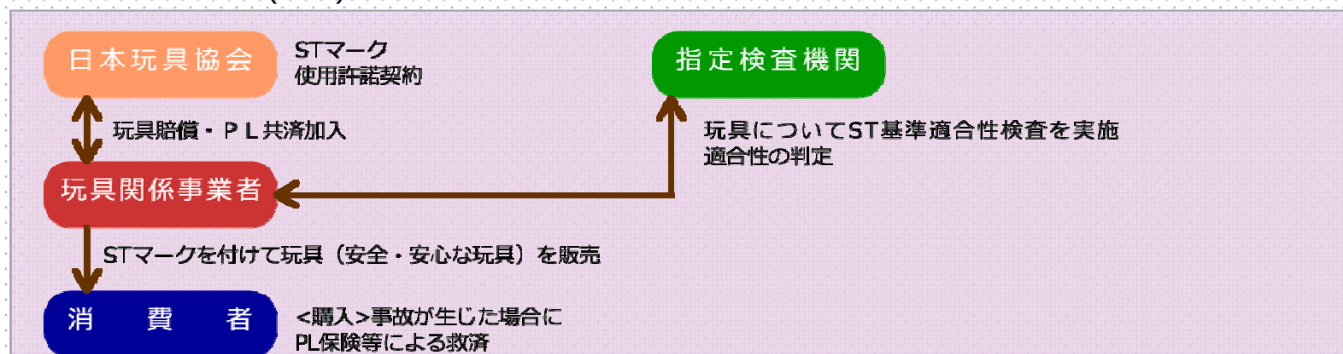 日本玩具協会
STマーク
使用許諾契約
指定検査機関
玩具賠償・ＰＬ共済加入
玩具についてST基準適合性検査を実施
適合性の判定
玩具関係事業者
STマークを付けて玩具（安全・安心な玩具）を販売
消　費　者
<購入>事故が生じた場合に
PL保険等による救済